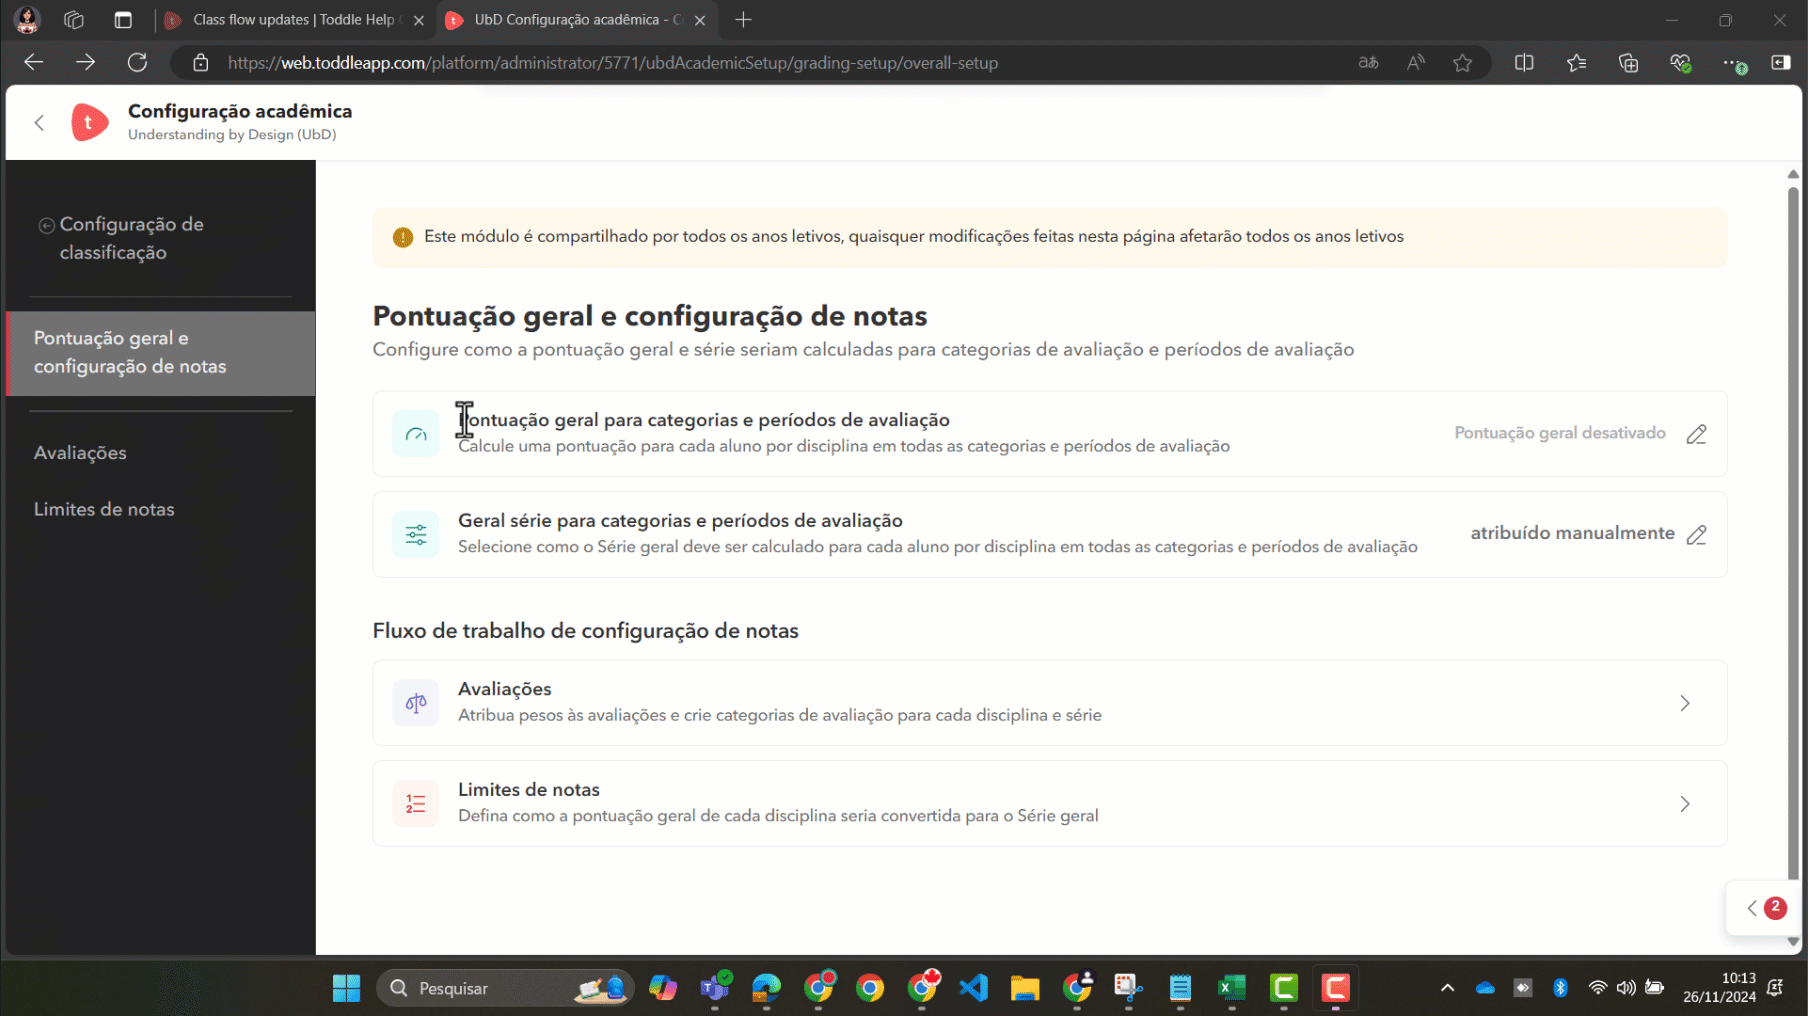 Class flow updates | Toddle Help
UbD Configuração acadêmica - C
https://web.toddleapp.com/platform/administrator/5771/ubdAcademicSetup/grading-setup/overall-setup
t
Configuração acadêmica
Understanding by Design (UbD)
Configuração de
classificação
Pontuação geral e
configuração de notas
Avaliações
Limites de notas
Este módulo é compartilhado por todos os anos letivos, quaisquer modificações feitas nesta página afetarão todos os anos letivos
Pontuação geral e configuração de notas
Configure como a pontuação geral e série seriam calculadas para categorias de avaliação e períodos de avaliação
Pontuação geral para categorias e períodos de avaliação
Calcule uma pontuação para cada aluno por disciplina em todas as categorias e períodos de avaliação
Pontuação geral desativado
Geral série para categorias e períodos de avaliação
Selecione como o Série geral deve ser calculado para cada aluno por disciplina em todas as categorias e períodos de avaliação
atribuído manualmente
Fluxo de trabalho de configuração de notas
Avaliações
Atribua pesos às avaliações e crie categorias de avaliação para cada disciplina e série
Limites de notas
Defina como a pontuação geral de cada disciplina seria convertida para o Série geral
2
Pesquisar
10:13
26/11/2024